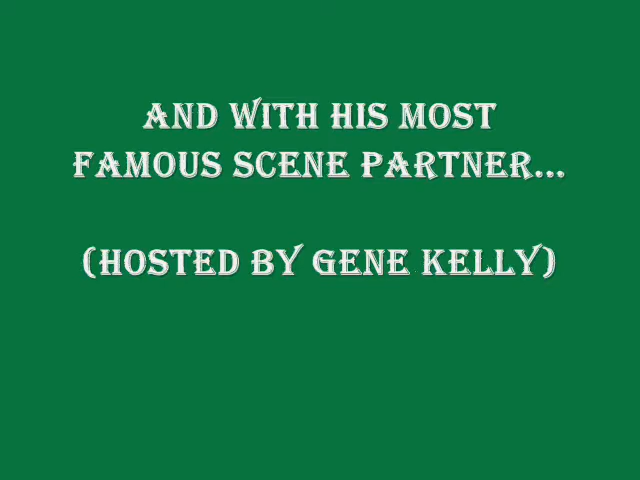 AND WITH HIS MOST
FAMOUS SCENE PARTNER...
(HOSTED BY GENE KELLY)